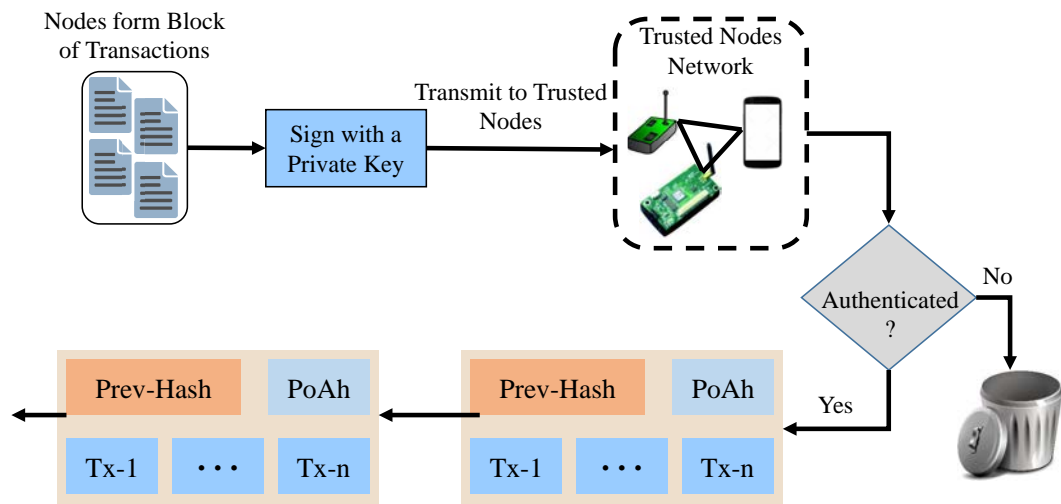 Nodes form Block
of Transactions
Sign with a
Private Key
Transmit to Trusted
Nodes
Trusted Nodes
Network
Authenticated
?
No
Yes
Prev-Hash
PoAh
Tx-1
• • •
Tx-n
Prev-Hash
PoAh
Tx-1
• • •
Tx-n